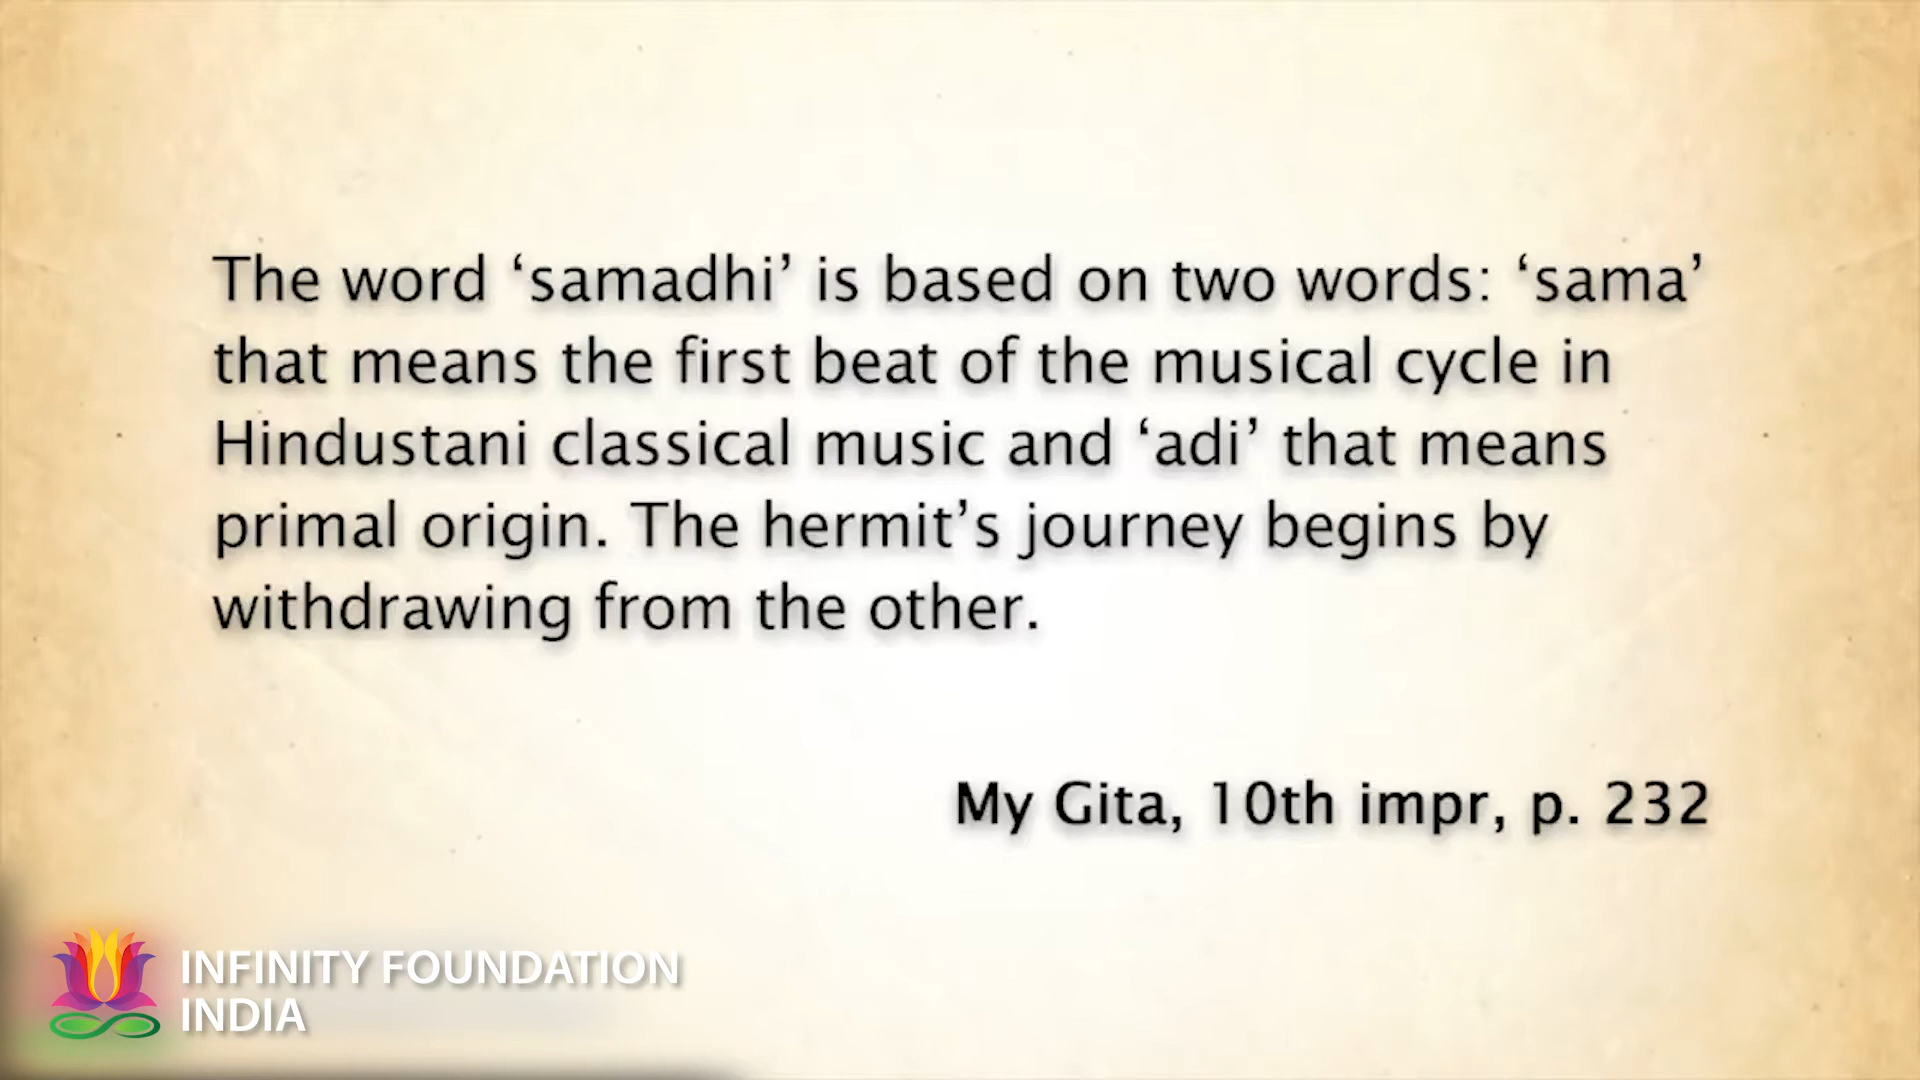 The word ‘samadhi’ is based on two words: ‘sama’
that means the first beat of the musical cycle in
Hindustani classical music and ‘adi’ that means
primal origin. The hermit’s journey begins by
withdrawing from the other.
My Gita, 10th impr, p. 232
INFINITY FOUNDATION
INDIA